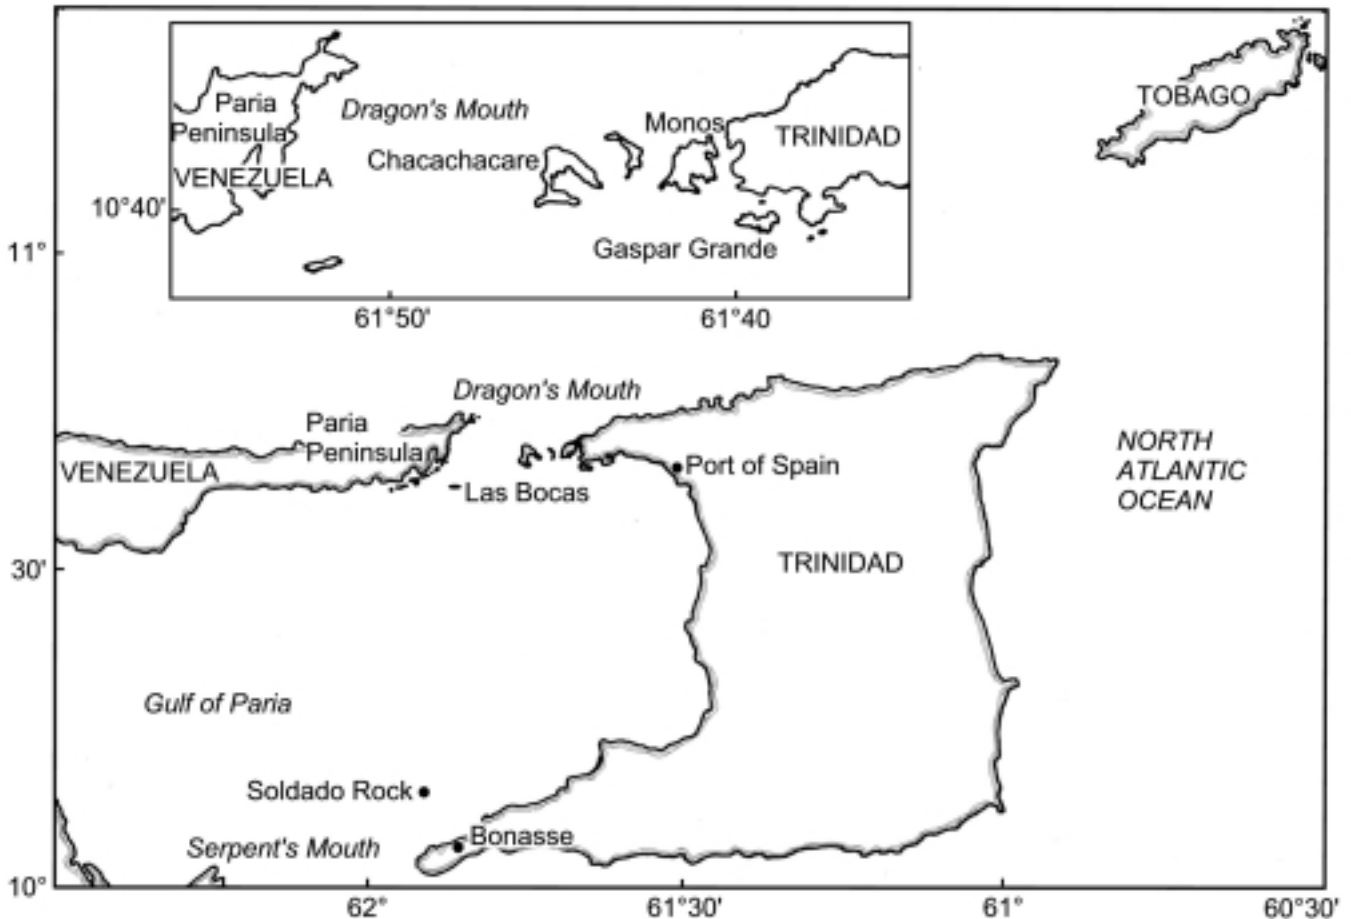 Paria
Peninsula
VENEZUELA
Dragon's Mouth
Chacachacare
Monos
TRINIDAD
Gaspar Grande
10°40'
61°50'
61°40
TOBAGO
11°
Dragon's Mouth
Paria
Peninsula
VENEZUELA
Las Bocas
Port of Spain
NORTH
ATLANTIC
OCEAN
30'
TRINIDAD
Gulf of Paria
Soldado Rock
Serpent's Mouth
Bonasse
10°
62°
61°30'
61°
60°30'